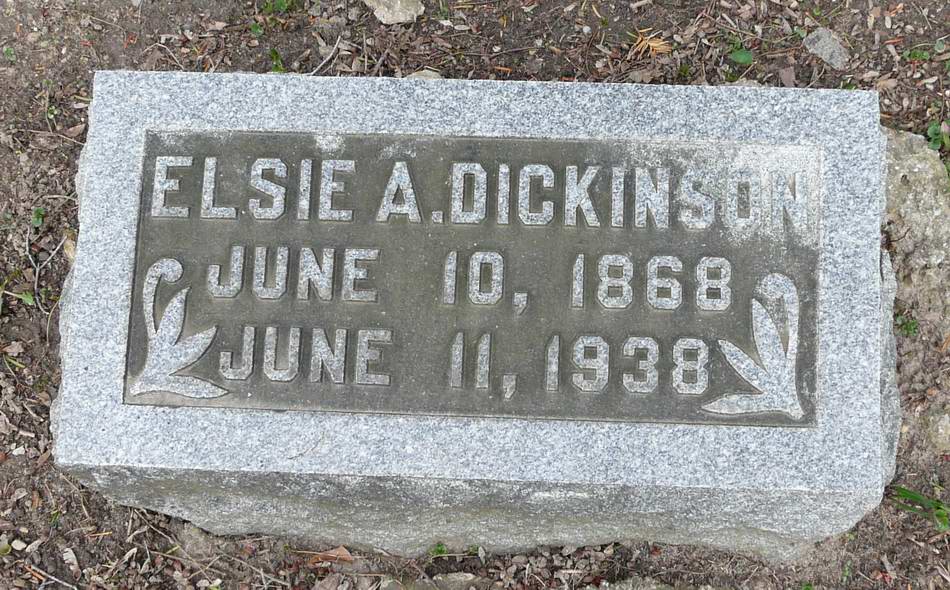 ELSIE A. DICKINSON
JUNE 10, 1868
JUNE 11, 1938